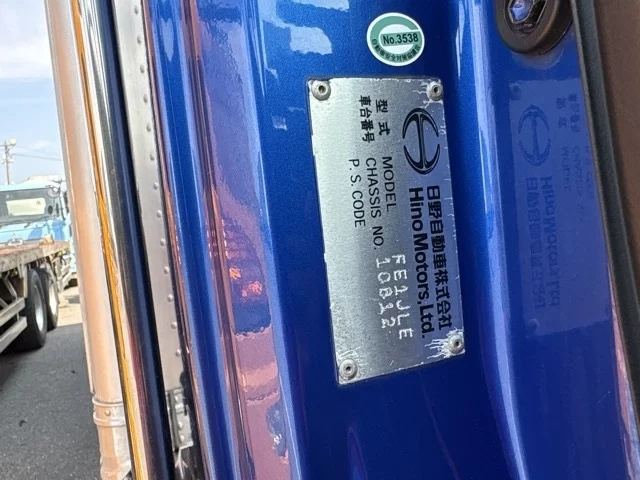 No.3538
日野自動車株式会社
Hino Motors, Ltd.
型式 MODEL FE1JLE
車台番号 CHASSIS NO. 10812
P.S. CODE